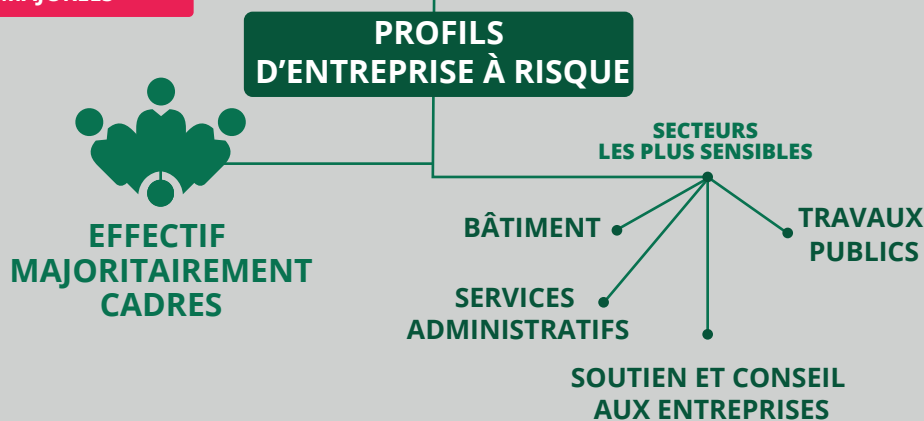 PROFILS
D’ENTREPRISE À RISQUE
EFFECTIF
MAJORITAIREMENT
CADRES
SECTEURS
LES PLUS SENSIBLES
BÂTIMENT
TRAVAUX
PUBLICS
SERVICES
ADMINISTRATIFS
SOUTIEN ET CONSEIL
AUX ENTREPRISES